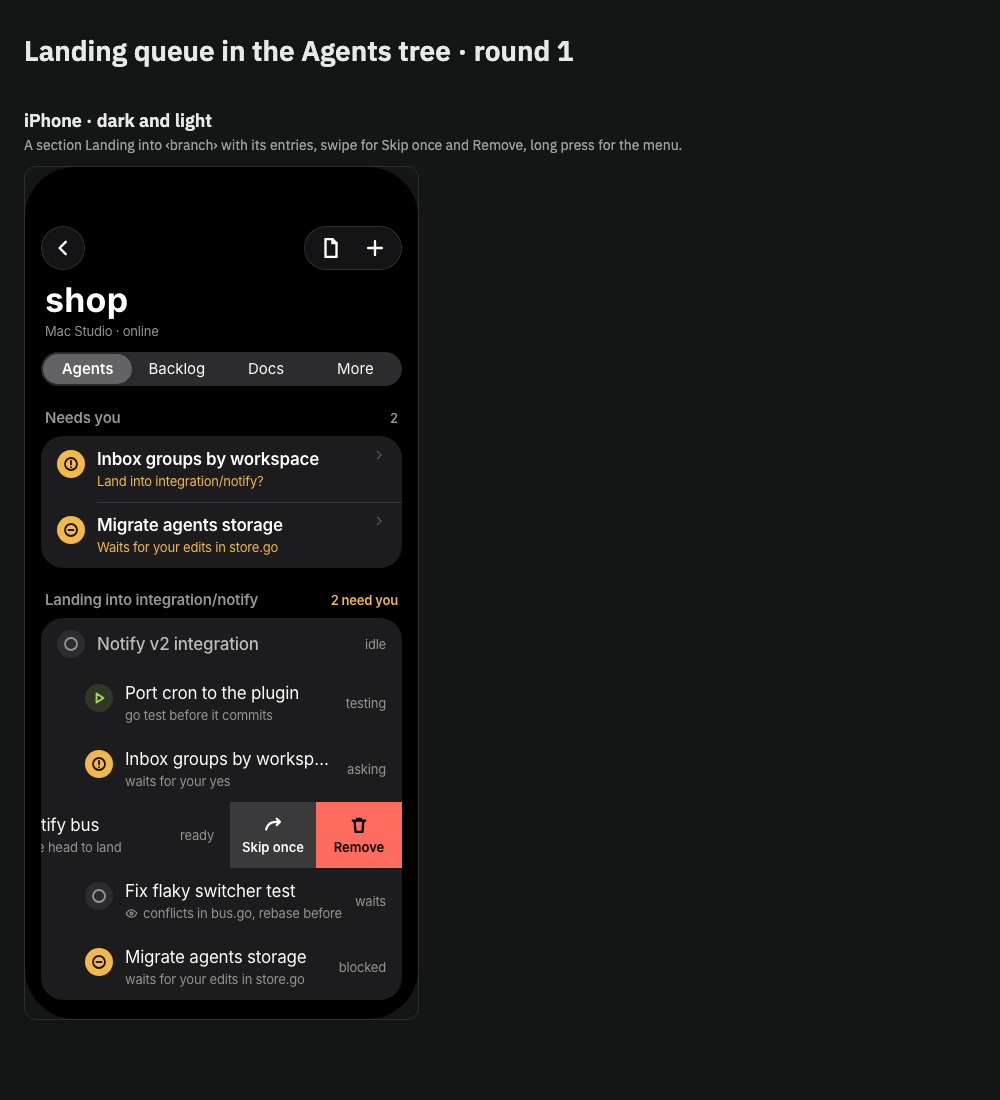 Landing queue in the Agents tree · round 1
iPhone · dark and light
A section Landing into ‹branch› with its entries, swipe for Skip once and Remove, long press for the menu.
shop
Mac Studio · online
Agents Backlog Docs More
Needs you 2
Inbox groups by workspace
Land into integration/notify?
Migrate agents storage
Waits for your edits in store.go
Landing into integration/notify 2 need you
Notify v2 integration idle
Port cron to the plugin
go test before it commits
testing
Inbox groups by worksp...
waits for your yes
asking
tify bus
e head to land
ready
Skip once
Remove
Fix flaky switcher test
conflicts in bus.go, rebase before
waits
Migrate agents storage
waits for your edits in store.go
blocked